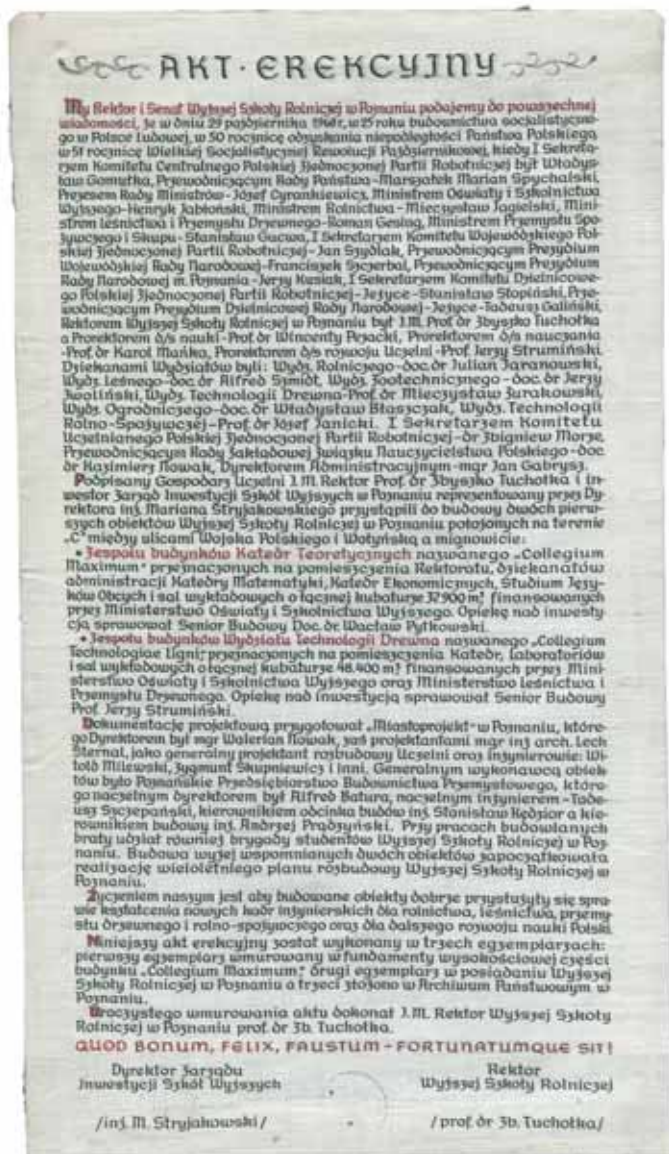 AKT · EREKCYJNY
My Rektor i Senat Wyższej Szkoły Rolniczej w Poznaniu podajemy do powszechnej
wiadomości, że w dniu 29 października 1968 r. w 25 roku budownictwa socjalistyczne-
go w Polsce Ludowej, w 50 rocznicę odzyskania niepodległości Państwa Polskiego,
w 51 rocznicę Wielkiej Socjalistycznej Rewolucji Październikowej, kiedy I Sekreta-
rzem Komitetu Centralnego Polskiej Zjednoczonej Partii Robotniczej był Włady-
sław Gomułka, Przewodniczącym Rady Państwa - Marszałek Marian Spychalski,
Prezesem Rady Ministrów - Józef Cyrankiewicz, Ministrem Oświaty i Szkolnictwa
Wyższego - Henryk Jabłoński, Ministrem Rolnictwa - Mieczysław Jagielski, Mini-
strem Leśnictwa i Przemysłu Drzewnego - Roman Gesing, Ministrem Przemysłu Spo-
żywczego i Skupu - Stanisław Gucwa, I Sekretarzem Komitetu Wojewódzkiego Pol-
skiej Zjednoczonej Partii Robotniczej - Jan Szydlak, Przewodniczącym Prezydium
Wojewódzkiej Rady Narodowej - Franciszek Szczerbal, Przewodniczącym Prezydium
Rady Narodowej m. Poznania - Jerzy Kusiak, I Sekretarzem Komitetu Dzielnicowe-
go Polskiej Zjednoczonej Partii Robotniczej - Jeżyce - Stanisław Stopiński, Prze-
wodniczącym Prezydium Dzielnicowej Rady Narodowej - Jeżyce - Tadeusz Galiński,
Rektorem Wyższej Szkoły Rolniczej w Poznaniu był J.M. Prof. dr Zbyszko Tuchołka
a Prorektorem d/s nauki - Prof. dr Wincenty Pezacki, Prorektorem d/s nauczania
- Prof. dr Karol Mańka, Prorektorem d/s rozwoju Uczelni - Prof. Jerzy Strumiński,
Dziekanami Wydziałów byli: Wydz. Rolniczego - doc. dr Julian Jaranowski,
Wydz. Leśnego - doc. dr Alfred Szmidt, Wydz. Zootechnicznego - doc. dr Jerzy
Zwoliński, Wydz. Technologii Drewna - Prof. dr Mieczysław Żurakowski,
Wydz. Ogrodniczego - doc. dr Władysław Błaszczak, Wydz. Technologii
Rolno-Spożywczej - Prof. dr Józef Janicki. I Sekretarzem Komitetu
Uczelnianego Polskiej Zjednoczonej Partii Robotniczej - dr Zbigniew Morze,
Przewodniczącym Rady Zakładowej Związku Nauczycielstwa Polskiego - doc.
dr Kazimierz Nowak, Dyrektorem Administracyjnym - mgr Jan Gabrysz.
Podpisany Gospodarz Uczelni J.M. Rektor Prof. dr Zbyszko Tuchołka i in-
westor Zarząd Inwestycji Szkół Wyższych w Poznaniu reprezentowany przez Dy-
rektora inż. Mariana Stryjakowskiego przystąpili do budowy dwóch pierw-
szych obiektów Wyższej Szkoły Rolniczej w Poznaniu położonych na terenie
„C” między ulicami Wojska Polskiego i Wołyńską a mianowicie:
• Zespołu budynków Katedr Teoretycznych nazwanego „Collegium
Maximum” przeznaczonych na pomieszczenia Rektoratu, dziekanatów
administracji Katedry Matematyki, Katedr Ekonomicznych, Studium Języ-
ków Obcych i sal wykładowych o łącznej kubaturze 37.900 m³ finansowanych
przez Ministerstwo Oświaty i Szkolnictwa Wyższego. Opiekę nad inwesty
cją sprawował Senior Budowy Doc. dr Wacław Pytkowski.
• Zespołu budynków Wydziału Technologii Drewna nazwanego „Collegium
Technologiae Ligni” przeznaczonych na pomieszczenia Katedr, laboratoriów
i sal wykładowych o łącznej kubaturze 48.400 m³ finansowanych przez Mini-
sterstwo Oświaty i Szkolnictwa Wyższego oraz Ministerstwo Leśnictwa i
Przemysłu Drzewnego. Opiekę nad inwestycją sprawował Senior Budowy
Prof. Jerzy Strumiński.
Dokumentację projektową przygotował „Miastoprojekt” w Poznaniu, które-
go Dyrektorem był mgr Walerian Nowak, zaś projektantami mgr inż. arch. Lech
Sternal, jako generalny projektant rozbudowy Uczelni oraz inżynierowie: Wi-
told Milewski, Zygmunt Skupniewicz i inni. Generalnym wykonawcą obiek-
tów było Poznańskie Przedsiębiorstwo Budownictwa Przemysłowego, które-
go naczelnym dyrektorem był Alfred Batura, naczelnym inżynierem - Tade-
usz Szczepański, kierownikiem odcinka budów inż. Stanisław Kędzior a kie-
rownikiem budowy inż. Andrzej Prądzyński. Przy pracach budowlanych
brały udział również brygady studentów Wyższej Szkoły Rolniczej w Poz
naniu. Budowa wyżej wspomnianych dwóch obiektów zapoczątkowała
realizację wieloletniego planu rozbudowy Wyższej Szkoły Rolniczej w
Poznaniu.
Życzeniem naszym jest aby budowane obiekty dobrze przysłużyły się spra-
wie kształcenia nowych kadr inżynierskich dla rolnictwa, leśnictwa, przemy-
słu drzewnego i rolno-spożywczego oraz dla dalszego rozwoju nauki Polski.
Niniejszy akt erekcyjny został wykonany w trzech egzemplarzach:
pierwszy egzemplarz wmurowany w fundamenty wysokościowej części
budynku „Collegium Maximum”, drugi egzemplarz w posiadaniu Wyższej
Szkoły Rolniczej w Poznaniu a trzeci złożono w Archiwum Państwowym w
Poznaniu.
Uroczystego wmurowania aktu dokonał J.M. Rektor Wyższej Szkoły
Rolniczej w Poznaniu prof. dr Zb. Tuchołka.
QUOD BONUM, FELIX, FAUSTUM - FORTUNATUMQUE SIT!
Dyrektor Zarządu
Inwestycji Szkół Wyższych
Rektor
Wyższej Szkoły Rolniczej
/inż. M. Stryjakowski/
/prof. dr Zb. Tuchołka/